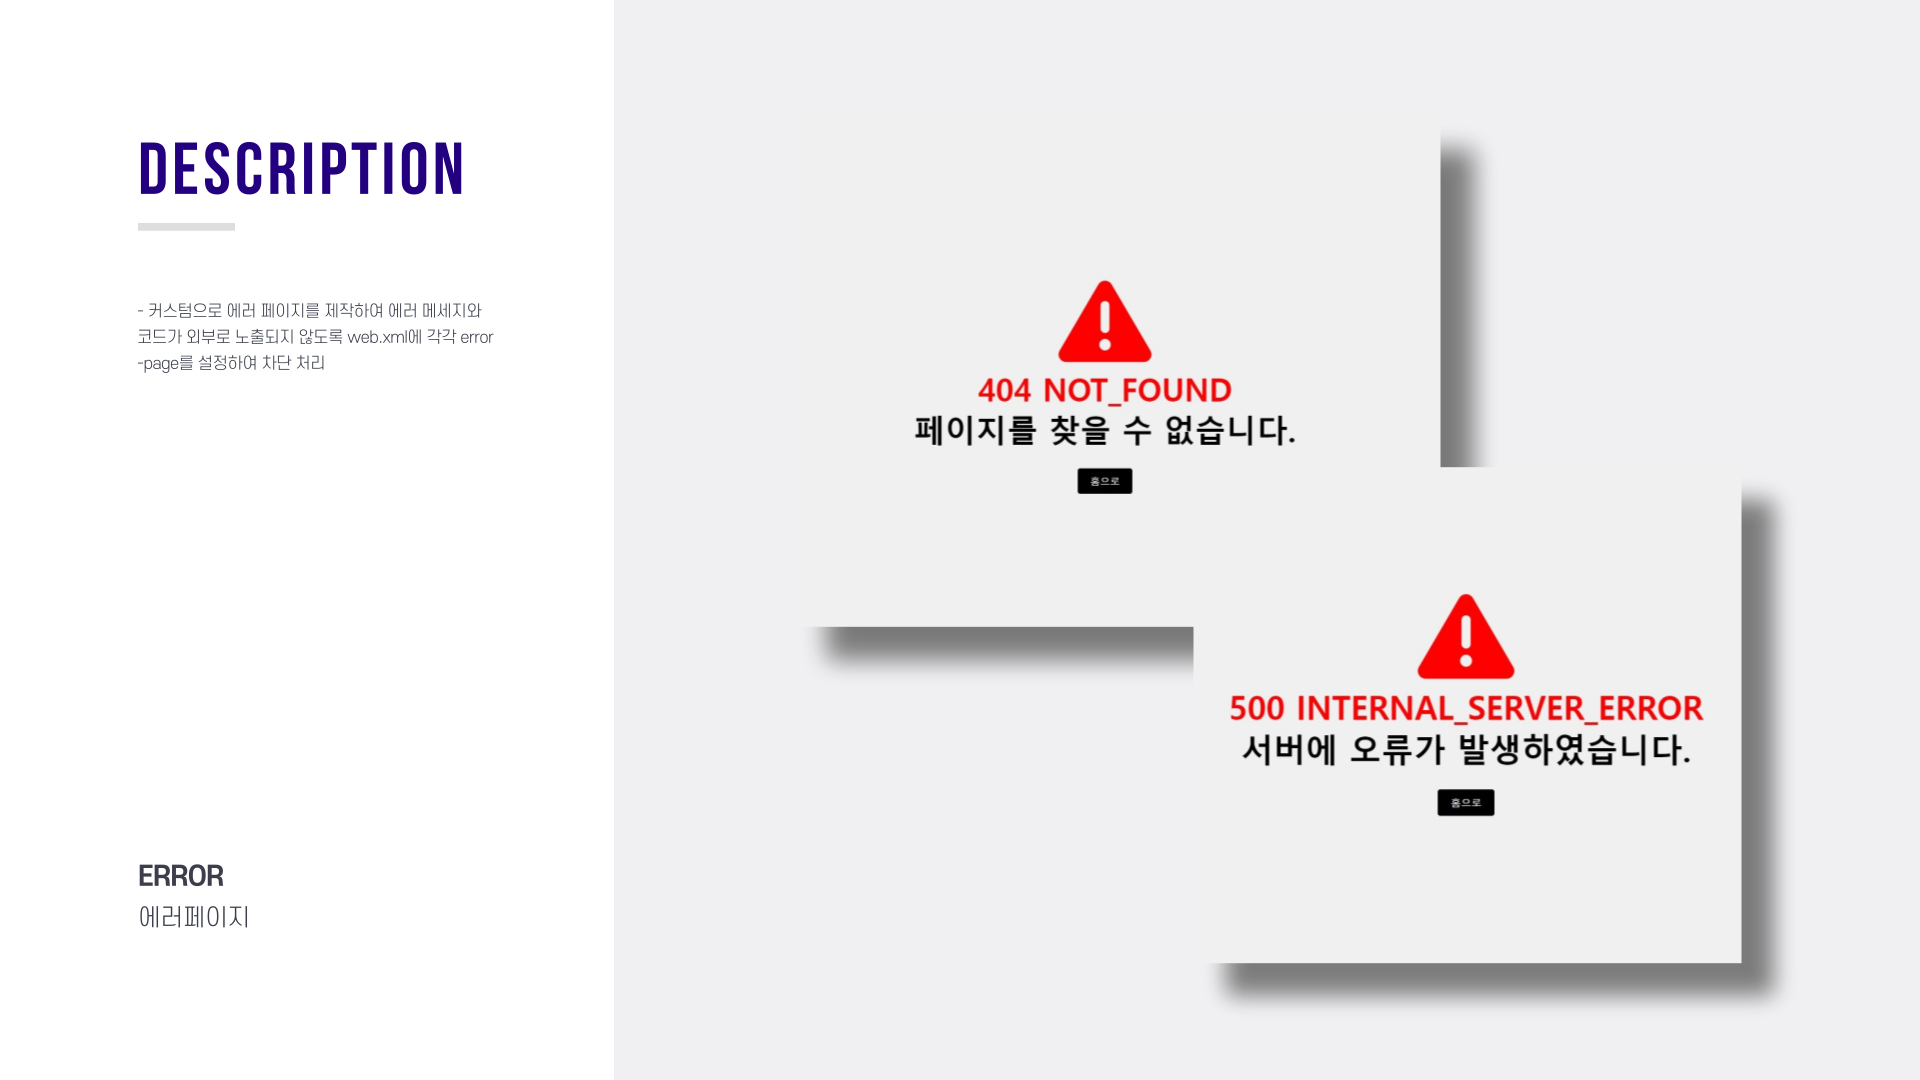 DESCRIPTION
- 커스텀으로 에러 페이지를 제작하여 에러 메세지와
코드가 외부로 노출되지 않도록 web.xml에 각각 error
-page를 설정하여 차단 처리
ERROR
에러페이지
404 NOT_FOUND
페이지를 찾을 수 없습니다.
홈으로
500 INTERNAL_SERVER_ERROR
서버에 오류가 발생하였습니다.
홈으로